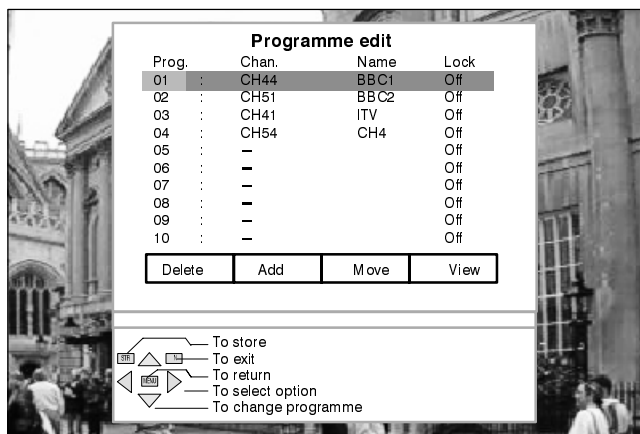 Programme edit
Prog. Chan. Name Lock
01 : CH44 BBC1 Off
02 : CH51 BBC2 Off
03 : CH41 ITV Off
04 : CH54 CH4 Off
05 : – Off
06 : – Off
07 : – Off
08 : – Off
09 : – Off
10 : – Off
Delete Add Move View
STR To store
N To exit
MENU To return
To select option
To change programme